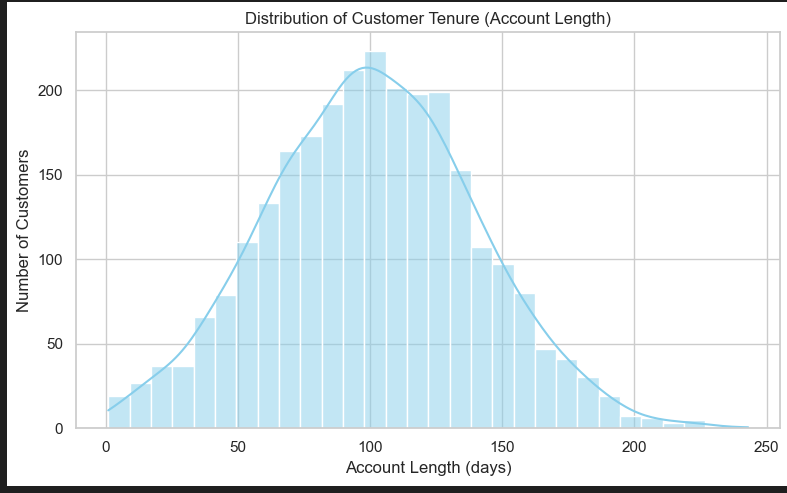 Distribution of Customer Tenure (Account Length)
200
150
100
50
0
Number of Customers
0 50 100 150 200 250
Account Length (days)